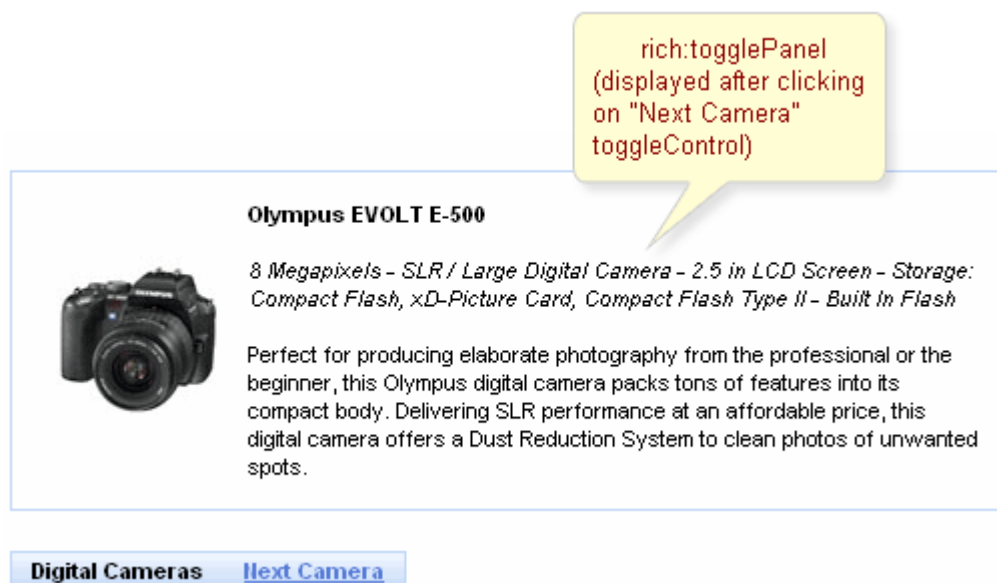 rich:togglePanel
(displayed after clicking
on "Next Camera"
toggleControl)
Olympus EVOLT E-500
8 Megapixels - SLR / Large Digital Camera - 2.5 in LCD Screen - Storage:
Compact Flash, xD-Picture Card, Compact Flash Type II - Built In Flash
OLYMPUS
Perfect for producing elaborate photography from the professional or the
beginner, this Olympus digital camera packs tons of features into its
compact body. Delivering SLR performance at an affordable price, this
digital camera offers a Dust Reduction System to clean photos of unwanted
spots.
Digital Cameras Next Camera